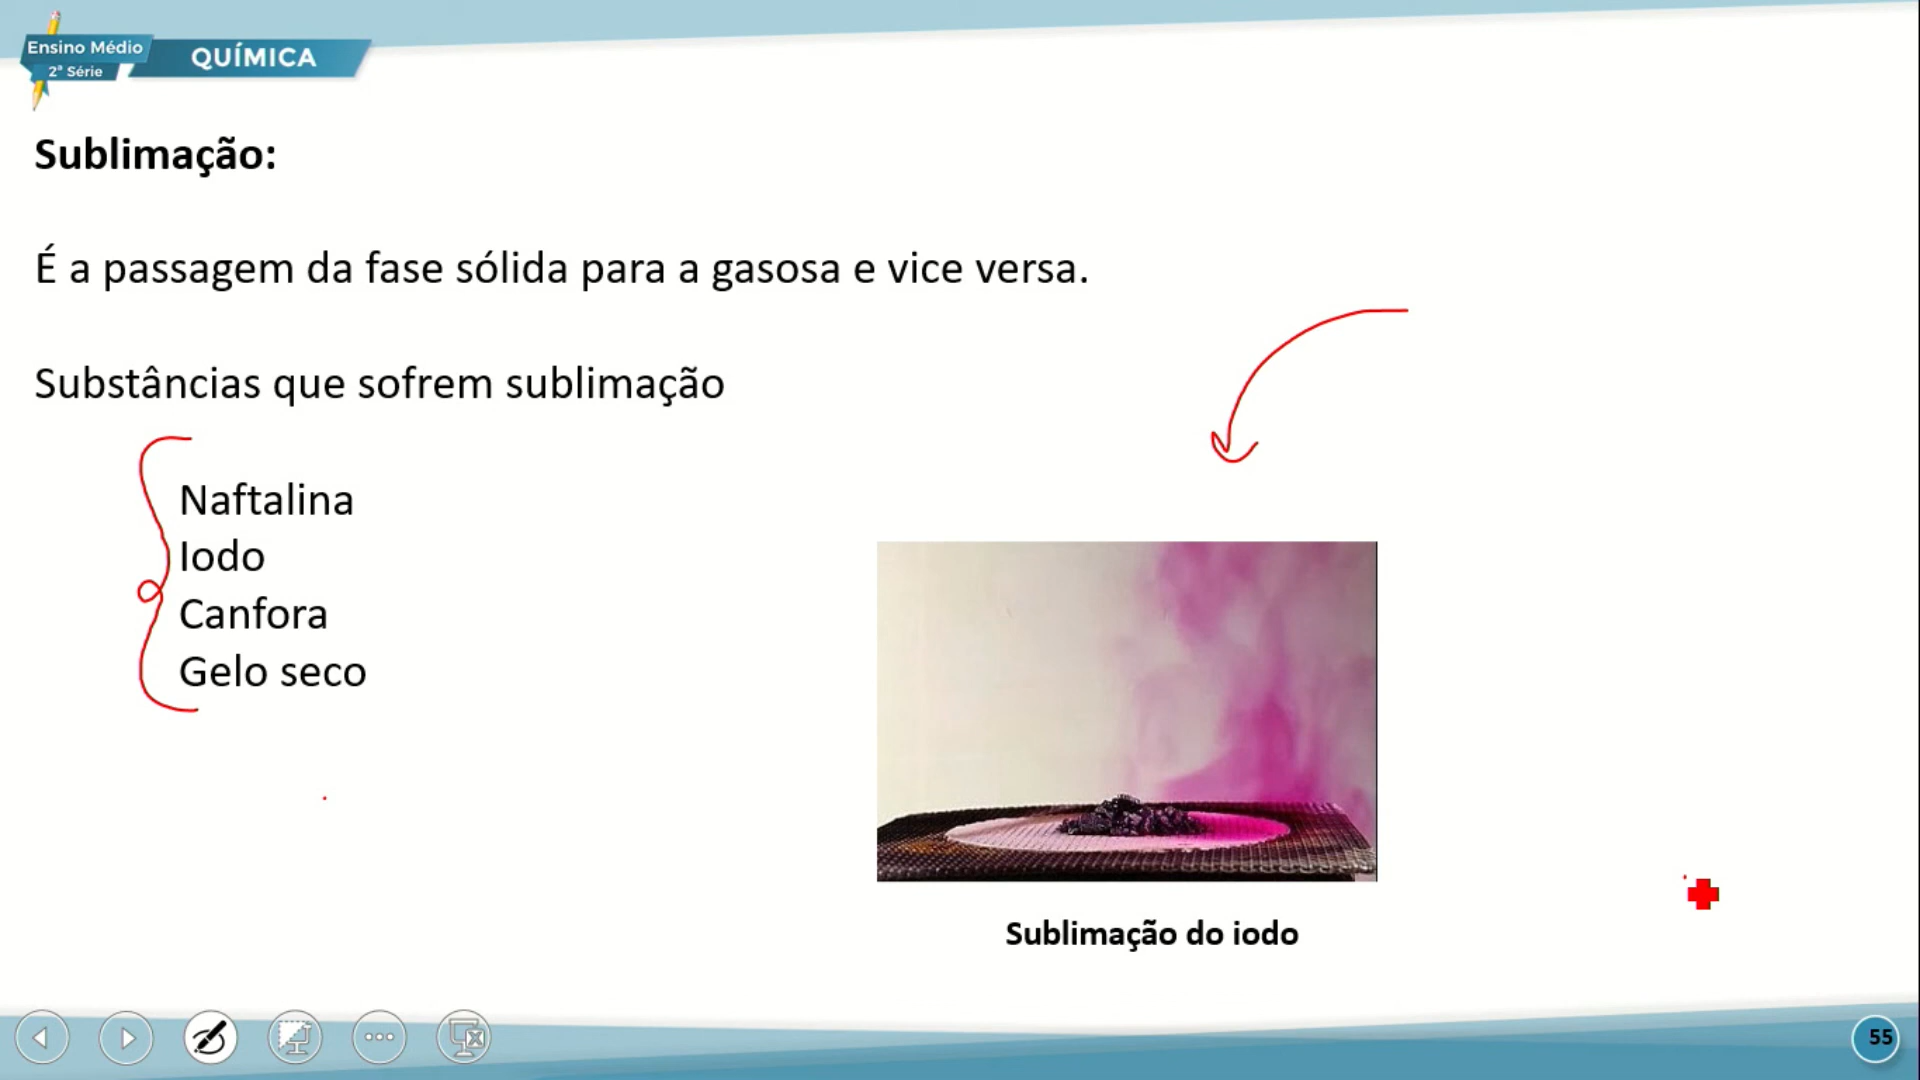 Ensino Médio
2ª Série
QUÍMICA
Sublimação:
É a passagem da fase sólida para a gasosa e vice versa.
Substâncias que sofrem sublimação
Naftalina
Iodo
Canfora
Gelo seco
Sublimação do iodo
55